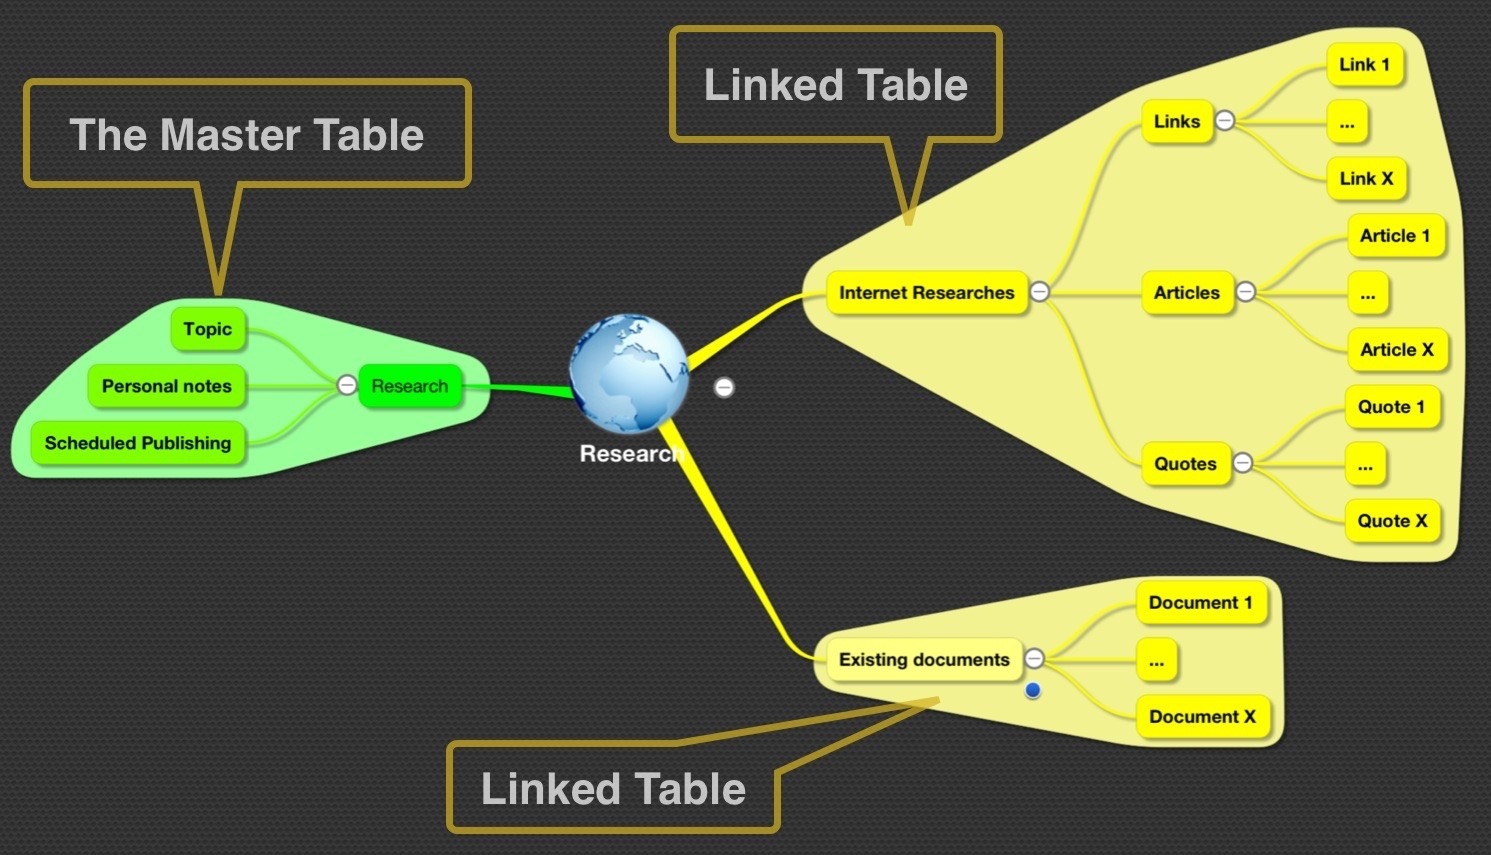 The Master Table
Linked Table
Topic
Personal notes
Scheduled Publishing
Research
Research
Internet Researches
Links
Link 1
...
Link X
Articles
Article 1
...
Article X
Quotes
Quote 1
...
Quote X
Existing documents
Document 1
...
Document X
Linked Table